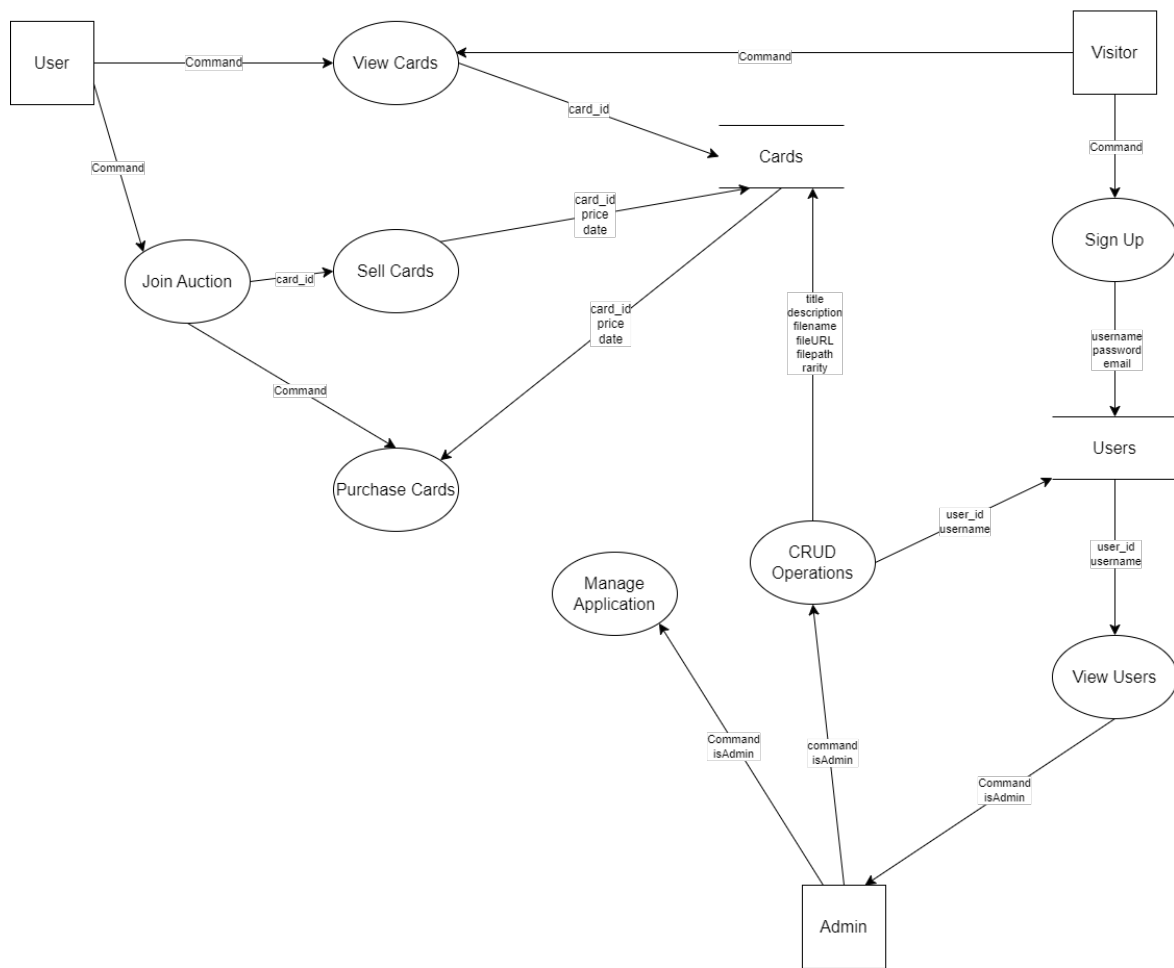 User
Command
View Cards
Command
Visitor
card_id
Cards
Command
Command
card_id
price
date
Sign Up
Join Auction
card_id
Sell Cards
title
description
filename
fileURL
filepath
rarity
card_id
price
date
username
password
email
Command
Users
Purchase Cards
user_id
username
user_id
username
CRUD
Operations
Manage
Application
View Users
Command
isAdmin
command
isAdmin
Command
isAdmin
Admin